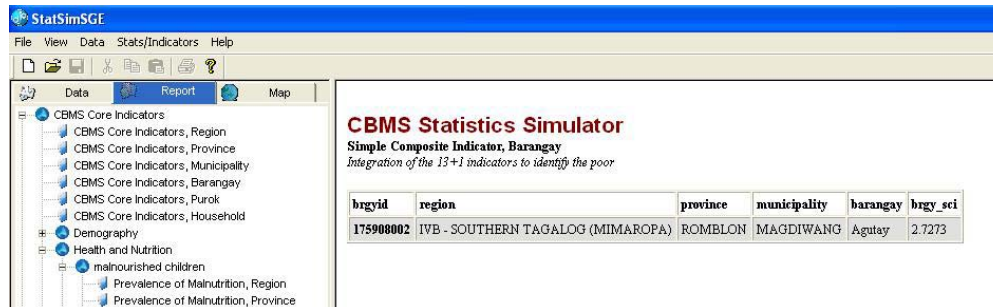 StatSimSGE
File View Data Stats/Indicators Help
Data Report Map
CBMS Core Indicators
CBMS Core Indicators, Region
CBMS Core Indicators, Province
CBMS Core Indicators, Municipality
CBMS Core Indicators, Barangay
CBMS Core Indicators, Purok
CBMS Core Indicators, Household
Demography
Health and Nutrition
malnourished children
Prevalence of Malnutrition, Region
Prevalence of Malnutrition, Province
CBMS Statistics Simulator
Simple Composite Indicator, Barangay
Integration of the 13+1 indicators to identify the poor
brgyid region province municipality barangay brgy_sci
175908002 IVB - SOUTHERN TAGALOG (MIMAROPA) ROMBLON MAGDIWANG Agutay 2.7273